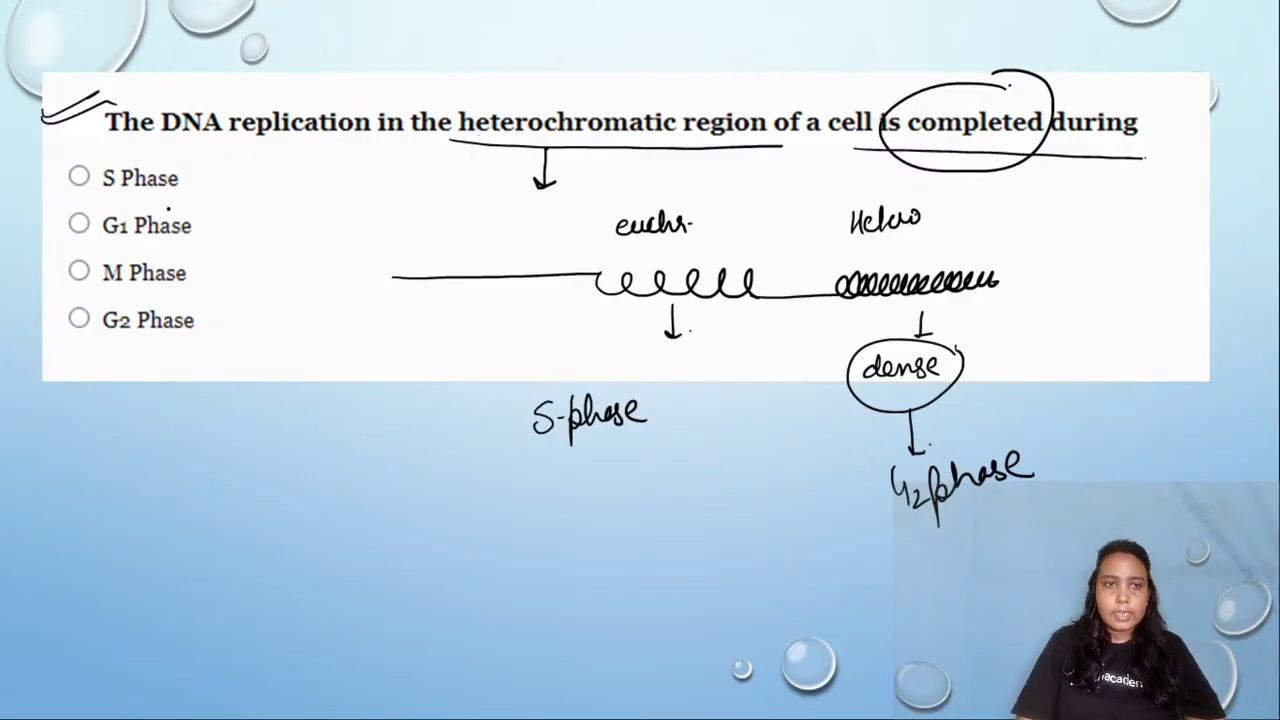 The DNA replication in the heterochromatic region of a cell is completed during
S Phase
G1 Phase
M Phase
G2 Phase
euchr.
Hetero
dense
S-phase
G2 phase